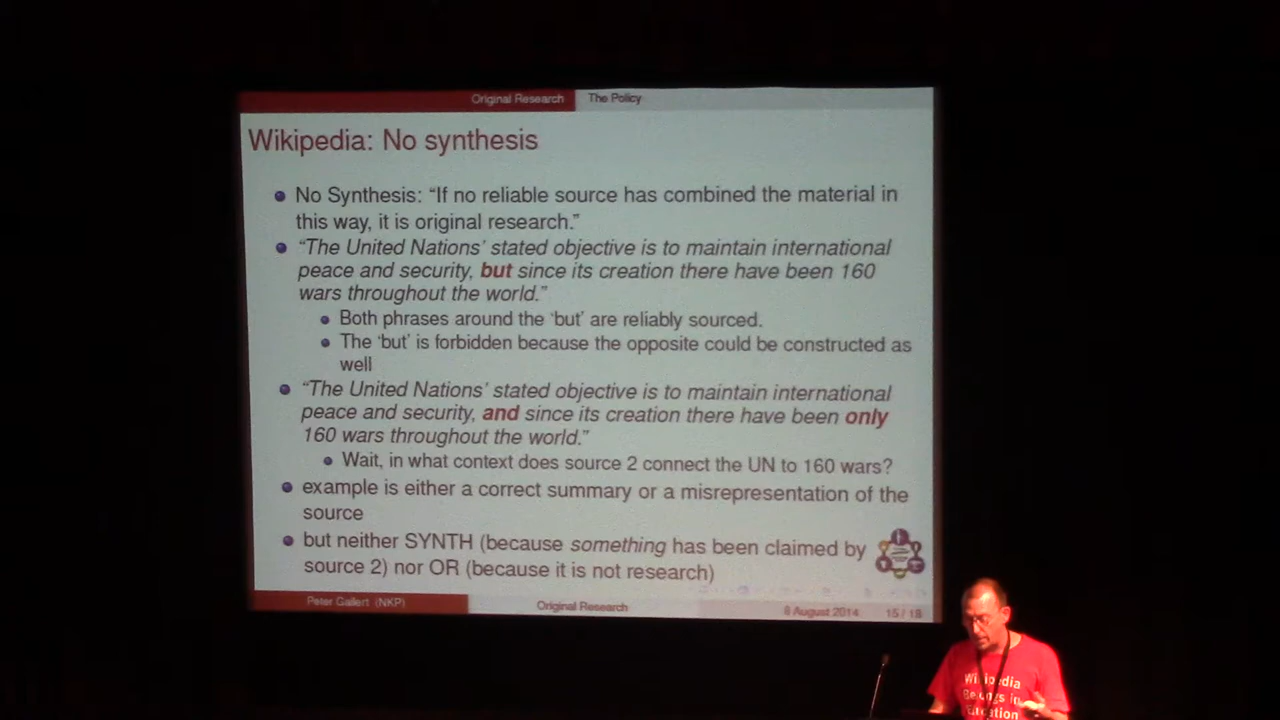 Original Research The Policy
Wikipedia: No synthesis
No Synthesis: “If no reliable source has combined the material in
this way, it is original research.”
“The United Nations’ stated objective is to maintain international
peace and security, but since its creation there have been 160
wars throughout the world.”
Both phrases around the ‘but’ are reliably sourced.
The ‘but’ is forbidden because the opposite could be constructed as
well
“The United Nations’ stated objective is to maintain international
peace and security, and since its creation there have been only
160 wars throughout the world.”
Wait, in what context does source 2 connect the UN to 160 wars?
example is either a correct summary or a misrepresentation of the
source
but neither SYNTH (because something has been claimed by
source 2) nor OR (because it is not research)
Peter Gallert (NKP) Original Research 8 August 2014 15 / 18
Wikipedia
Belongs in